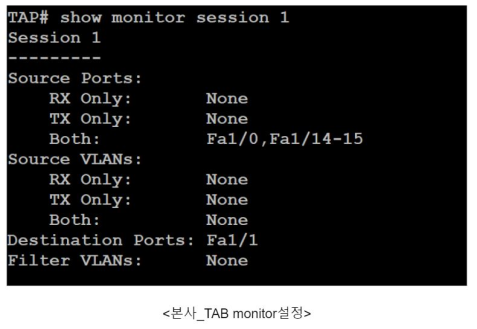 TAP# show monitor session 1
Session 1
---------
Source Ports:
    RX Only:       None
    TX Only:       None
    Both:          Fa1/0,Fa1/14-15
Source VLANs:
    RX Only:       None
    TX Only:       None
    Both:          None
Destination Ports: Fa1/1
Filter VLANs:      None
<본사_TAB monitor설정>